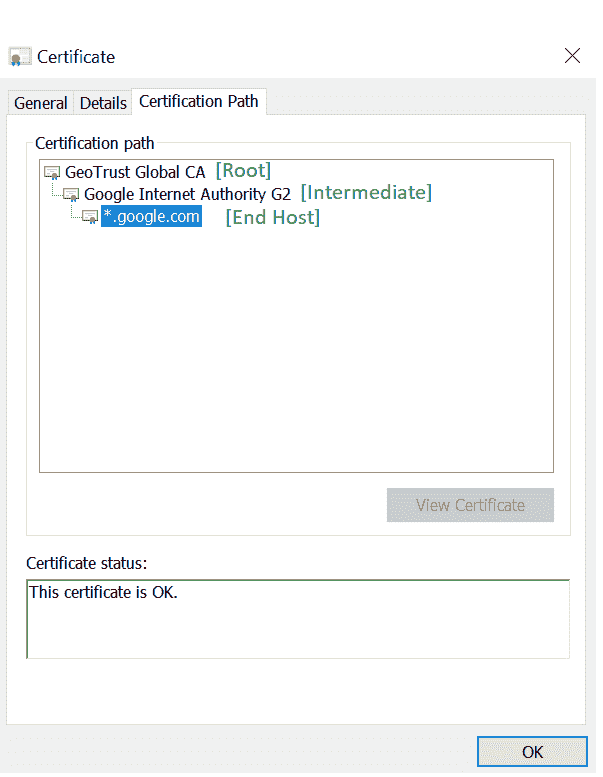 Certificate
General Details Certification Path
Certification path
GeoTrust Global CA [Root]
Google Internet Authority G2 [Intermediate]
*.google.com [End Host]
View Certificate
Certificate status:
This certificate is OK.
OK